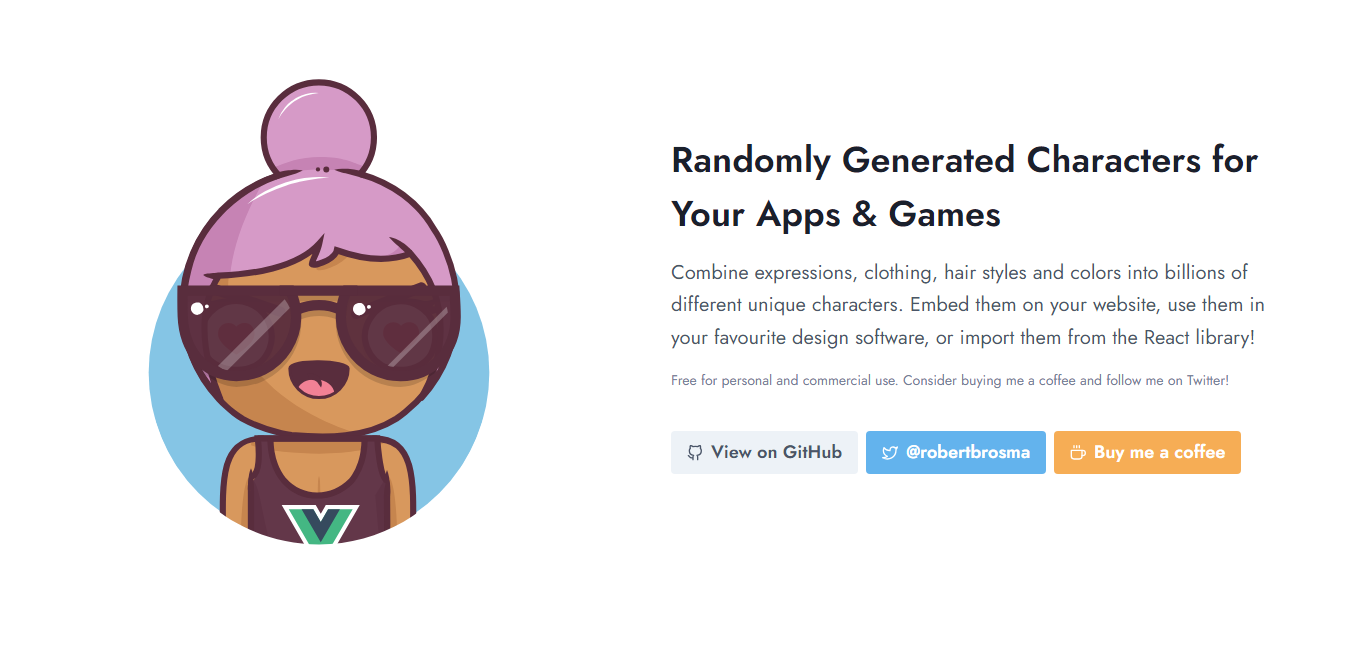 Randomly Generated Characters for
Your Apps & Games
Combine expressions, clothing, hair styles and colors into billions of
different unique characters. Embed them on your website, use them in
your favourite design software, or import them from the React library!
Free for personal and commercial use. Consider buying me a coffee and follow me on Twitter!
View on GitHub
@robertbrosma
Buy me a coffee